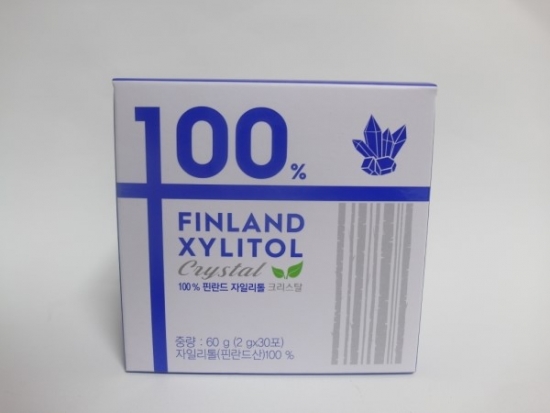 100%
FINLAND
XYLITOL
Crystal
100% 핀란드 자일리톨 크리스탈
중량 : 60 g (2 gx30포)
자일리톨(핀란드산)100 %